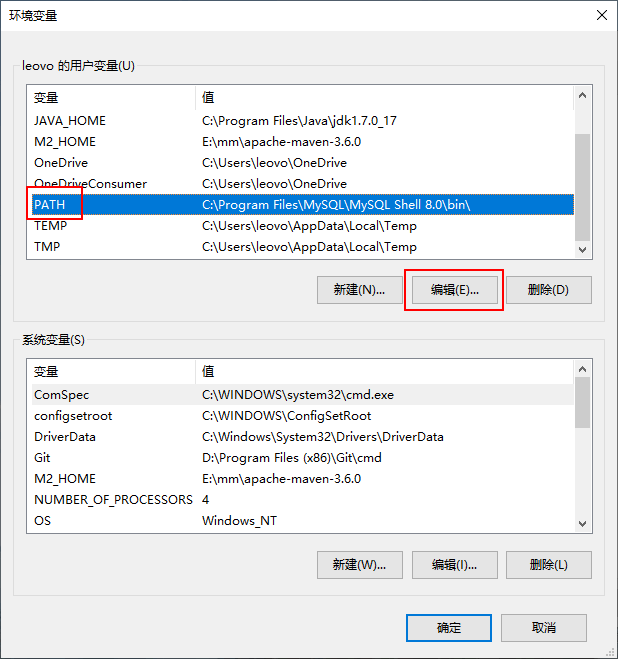 环境变量
leovo 的用户变量(U)
变量 值
JAVA_HOME C:\Program Files\Java\jdk1.7.0_17
M2_HOME E:\mm\apache-maven-3.6.0
OneDrive C:\Users\leovo\OneDrive
OneDriveConsumer C:\Users\leovo\OneDrive
PATH C:\Program Files\MySQL\MySQL Shell 8.0\bin\
TEMP C:\Users\leovo\AppData\Local\Temp
TMP C:\Users\leovo\AppData\Local\Temp
新建(N)... 编辑(E)... 删除(D)
系统变量(S)
变量 值
ComSpec C:\WINDOWS\system32\cmd.exe
configsetroot C:\WINDOWS\ConfigSetRoot
DriverData C:\Windows\System32\Drivers\DriverData
Git D:\Program Files (x86)\Git\cmd
M2_HOME E:\mm\apache-maven-3.6.0
NUMBER_OF_PROCESSORS 4
OS Windows_NT
新建(W)... 编辑(I)... 删除(L)
确定 取消